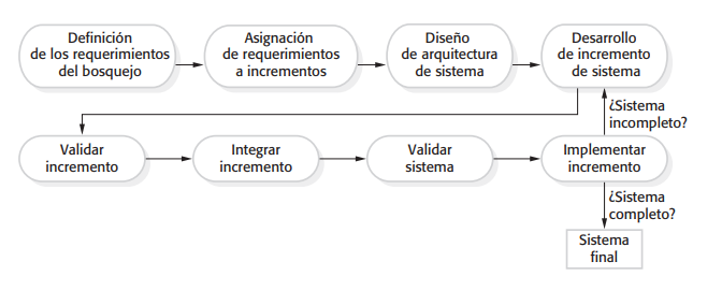 Definición
de los requerimientos
del bosquejo
Asignación
de requerimientos
a incrementos
Diseño
de arquitectura
de sistema
Desarrollo
de incremento
de sistema
¿Sistema
incompleto?
Validar
incremento
Integrar
incremento
Validar
sistema
Implementar
incremento
¿Sistema
completo?
Sistema
final